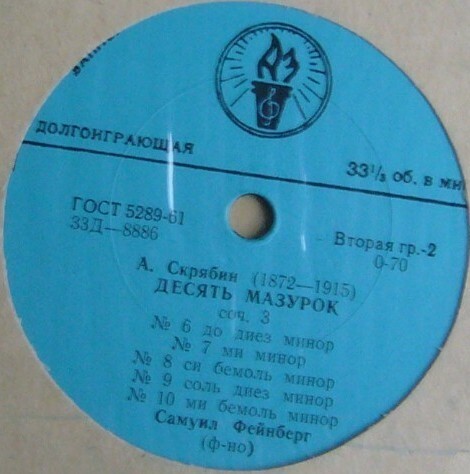 АЗ
ДОЛГОИГРАЮЩАЯ
33⅓ об. в ми
ГОСТ 5289-61
33Д—8886
Вторая гр.-2
0-70
А. Скрябин (1872—1915)
ДЕСЯТЬ МАЗУРОК
соч. 3
№ 6 до диез минор
№ 7 ми минор
№ 8 си бемоль минор
№ 9 соль диез минор
№ 10 ми бемоль минор
Самуил Фейнберг
(ф-но)